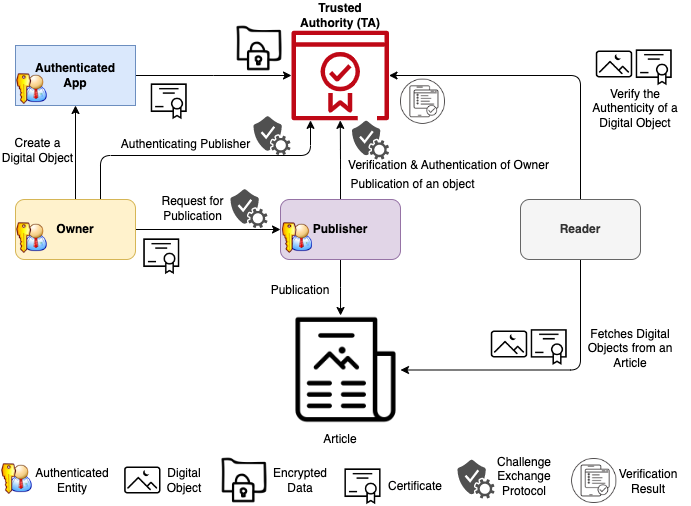 Trusted
Authority (TA)
Authenticated
App
Verify the
Authenticity of a
Digital Object
Create a
Digital Object
Authenticating Publisher
Verification & Authentication of Owner
Publication of an object
Request for
Publication
Owner
Publisher
Reader
Publication
Fetches Digital
Objects from an
Article
Article
Authenticated
Entity
Digital
Object
Encrypted
Data
Certificate
Challenge
Exchange
Protocol
Verification
Result